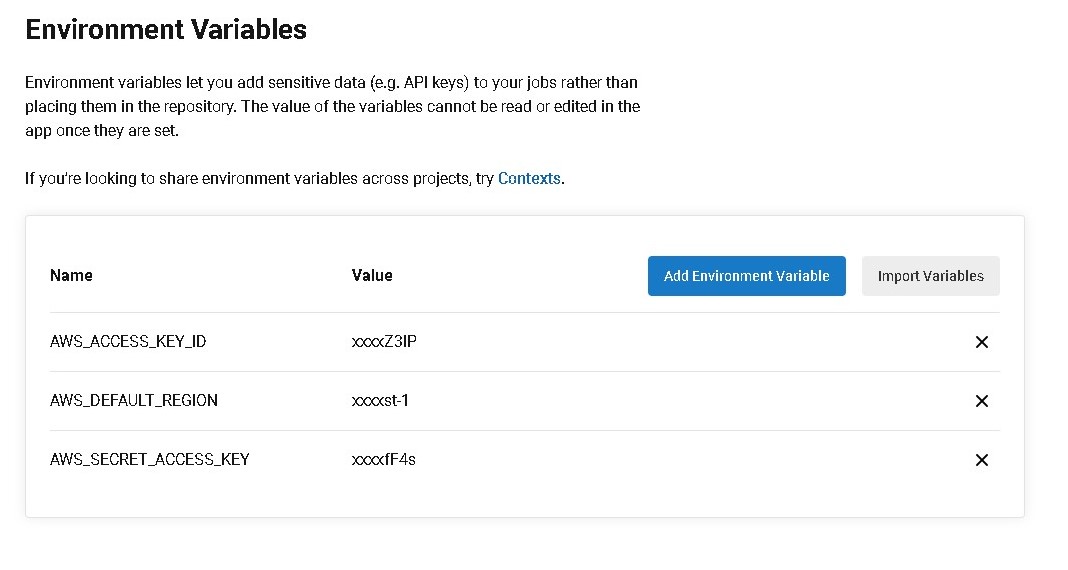 Environment Variables
Environment variables let you add sensitive data (e.g. API keys) to your jobs rather than
placing them in the repository. The value of the variables cannot be read or edited in the
app once they are set.
If you're looking to share environment variables across projects, try Contexts.
Name Value Add Environment Variable Import Variables
AWS_ACCESS_KEY_ID xxxxZ3IP
AWS_DEFAULT_REGION xxxxst-1
AWS_SECRET_ACCESS_KEY xxxxfF4s